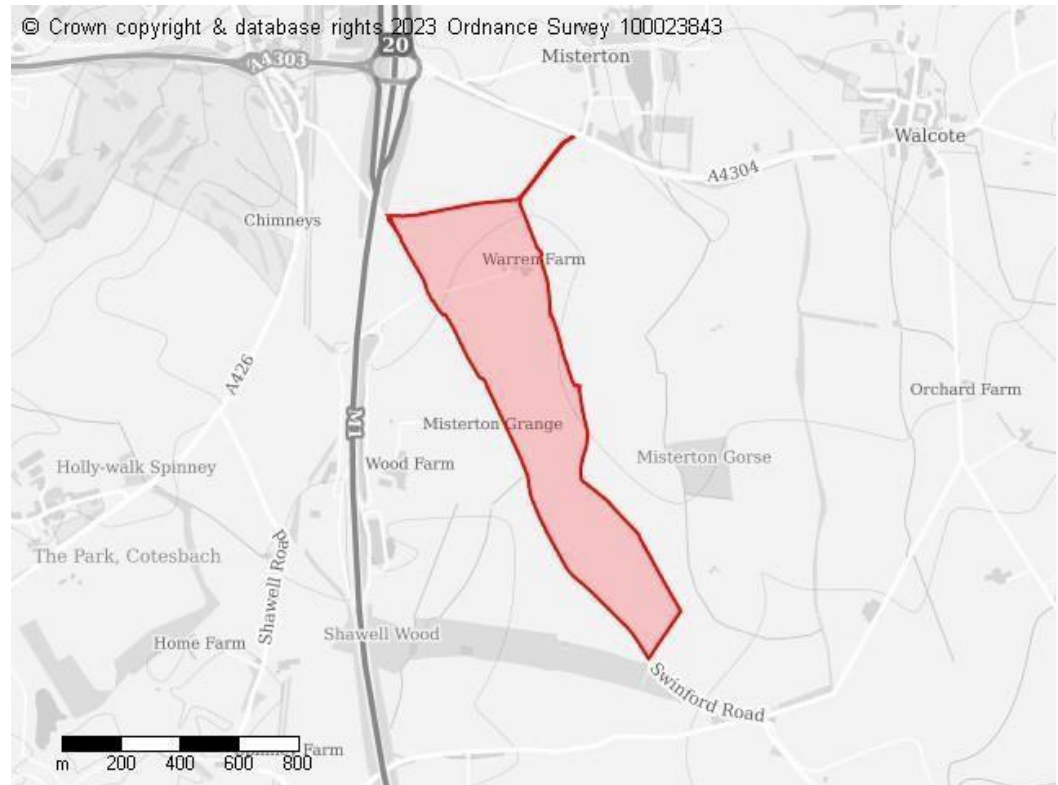 © Crown copyright & database rights 2023 Ordnance Survey 100023843
20
A4303
Misterton
Walcote
A4304
Chimneys
Warren Farm
A426
Orchard Farm
M1
Misterton Grange
Holly-walk Spinney
Wood Farm
Misterton Gorse
The Park, Cotesbach
Shawell Road
Home Farm
Shawell Wood
Swinford Road
Farm
m 200 400 600 800